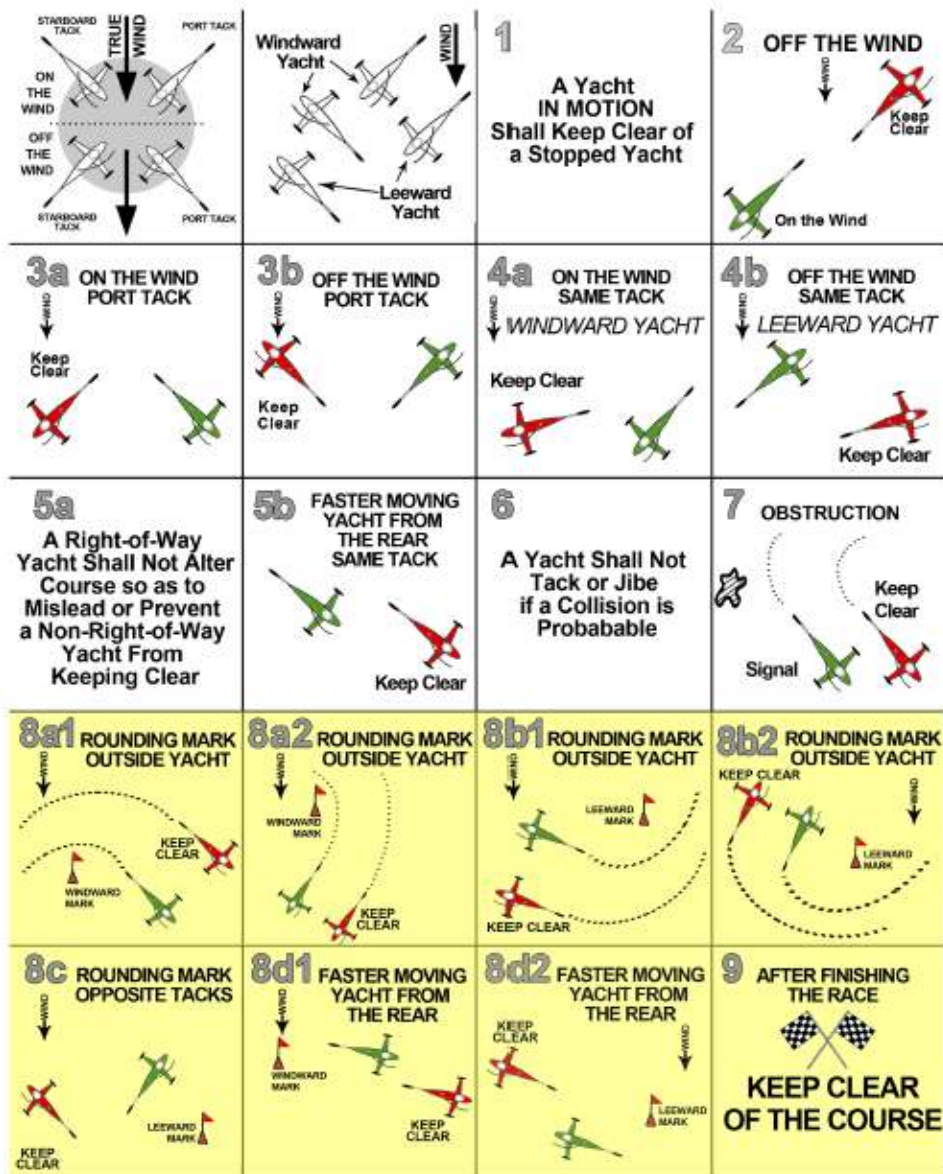 STARBOARD
TACK
TRUE
WIND
PORT TACK
ON
THE
WIND
OFF
THE
WIND
STARBOARD
TACK
PORT TACK
Windward
Yacht
WIND
Leeward
Yacht
1
A Yacht
IN MOTION
Shall Keep Clear of
a Stopped Yacht
2 OFF THE WIND
WIND
Keep
Clear
On the Wind
3a ON THE WIND
PORT TACK
WIND
Keep
Clear
3b OFF THE WIND
PORT TACK
WIND
Keep
Clear
4a ON THE WIND
SAME TACK
WINDWARD YACHT
WIND
Keep Clear
4b OFF THE WIND
SAME TACK
LEEWARD YACHT
WIND
Keep Clear
5a
A Right-of-Way
Yacht Shall Not Alter
Course so as to
Mislead or Prevent
a Non-Right-of-Way
Yacht From
Keeping Clear
5b FASTER MOVING
YACHT FROM
THE REAR
SAME TACK
Keep Clear
6
A Yacht Shall Not
Tack or Jibe
if a Collision is
Probabable
7 OBSTRUCTION
Keep
Clear
Signal
8a1 ROUNDING MARK
OUTSIDE YACHT
WIND
KEEP
CLEAR
WINDWARD
MARK
8a2 ROUNDING MARK
OUTSIDE YACHT
WIND
WINDWARD
MARK
KEEP
CLEAR
8b1 ROUNDING MARK
OUTSIDE YACHT
WIND
LEEWARD
MARK
KEEP CLEAR
8b2 ROUNDING MARK
OUTSIDE YACHT
KEEP CLEAR
WIND
LEEWARD
MARK
8c ROUNDING MARK
OPPOSITE TACKS
WIND
KEEP
CLEAR
LEEWARD
MARK
8d1 FASTER MOVING
YACHT FROM
THE REAR
WIND
WINDWARD
MARK
KEEP
CLEAR
8d2 FASTER MOVING
YACHT FROM
THE REAR
KEEP
CLEAR
WIND
LEEWARD
MARK
9 AFTER FINISHING
THE RACE
KEEP CLEAR
OF THE COURSE